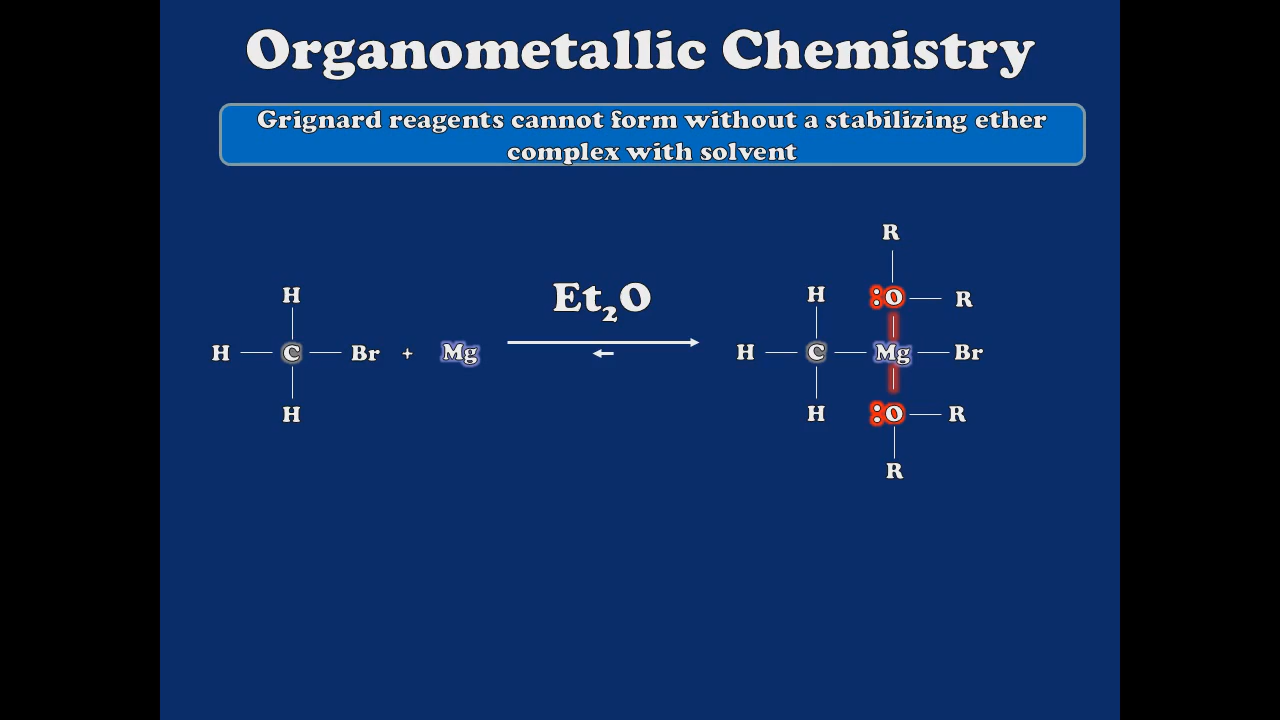 Organometallic Chemistry
Grignard reagents cannot form without a stabilizing ether
complex with solvent
R
H Et₂O H :O R
H C Br + Mg H C Mg Br
H H :O R
R